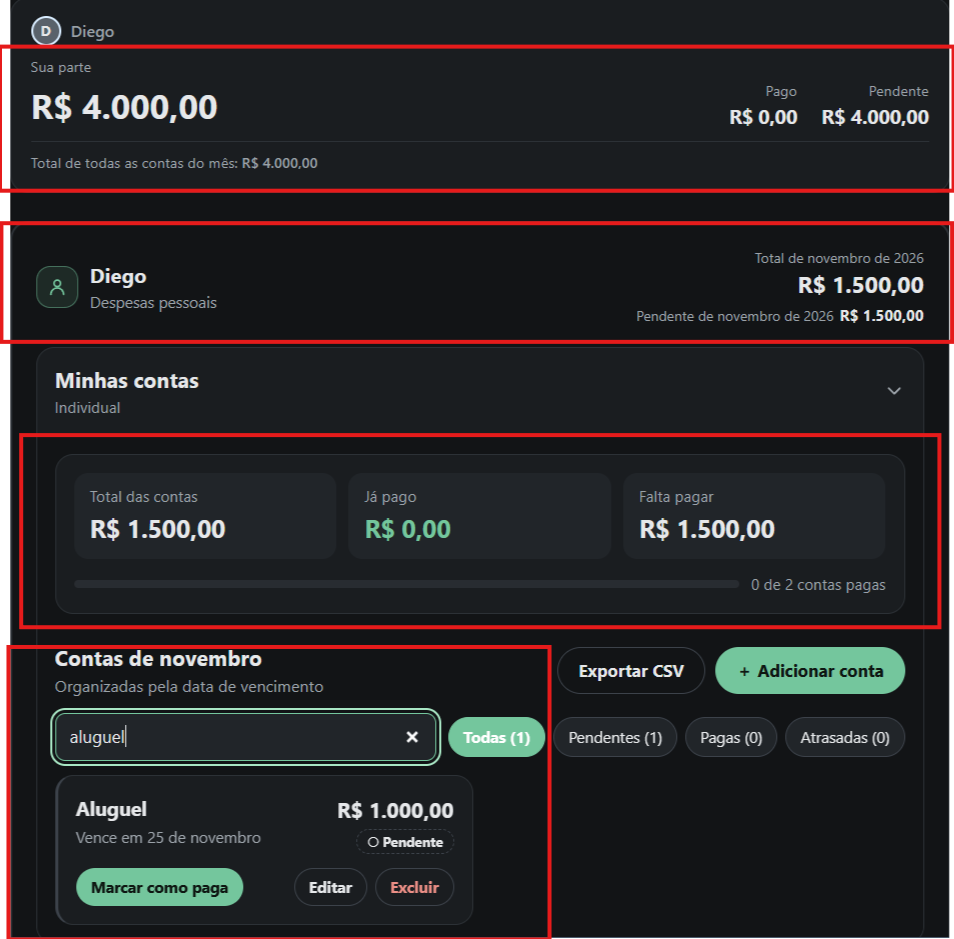 D Diego
Sua parte
R$ 4.000,00
Pago
R$ 0,00
Pendente
R$ 4.000,00
Total de todas as contas do mês: R$ 4.000,00
Diego
Despesas pessoais
Total de novembro de 2026
R$ 1.500,00
Pendente de novembro de 2026 R$ 1.500,00
Minhas contas
Individual
Total das contas
R$ 1.500,00
Já pago
R$ 0,00
Falta pagar
R$ 1.500,00
0 de 2 contas pagas
Contas de novembro
Organizadas pela data de vencimento
Exportar CSV
+ Adicionar conta
aluguel
Todas (1)
Pendentes (1)
Pagas (0)
Atrasadas (0)
Aluguel
R$ 1.000,00
Vence em 25 de novembro
Pendente
Marcar como paga
Editar
Excluir